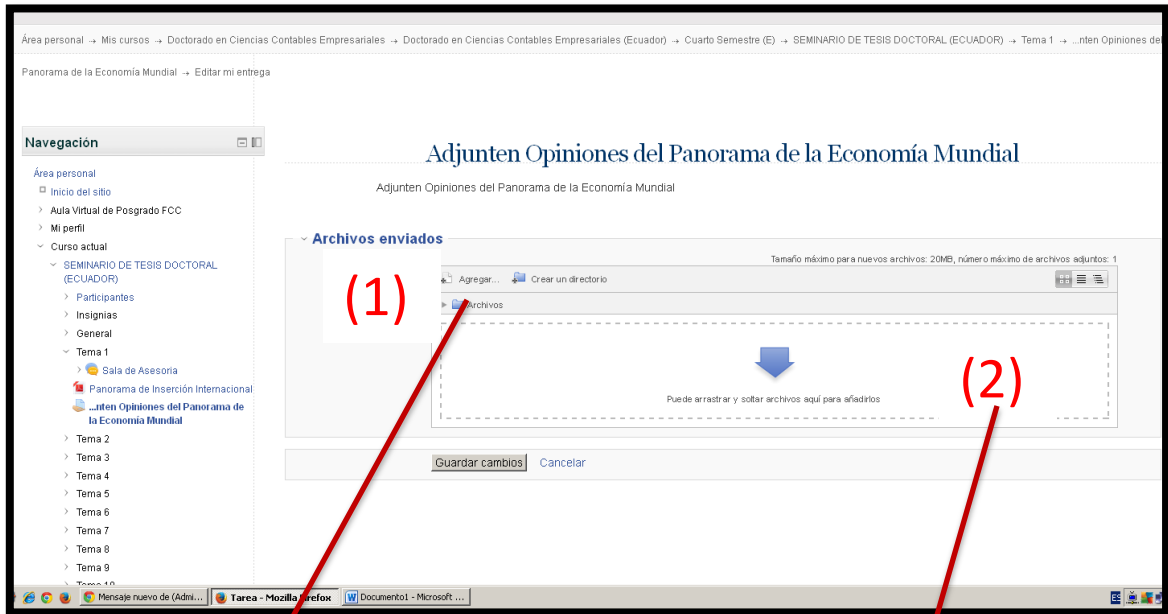 Área personal → Mis cursos → Doctorado en Ciencias Contables Empresariales → Doctorado en Ciencias Contables Empresariales (Ecuador) → Cuarto Semestre (E) → SEMINARIO DE TESIS DOCTORAL (ECUADOR) → Tema 1 → ...nten Opiniones del
Panorama de la Economía Mundial → Editar mi entrega
Navegación
Área personal
Inicio del sitio
Aula Virtual de Posgrado FCC
Mi perfil
Curso actual
SEMINARIO DE TESIS DOCTORAL
(ECUADOR)
Participantes
Insignias
General
Tema 1
Sala de Asesoria
Panorama de Inserción Internacional
...nten Opiniones del Panorama de
la Economía Mundial
Tema 2
Tema 3
Tema 4
Tema 5
Tema 6
Tema 7
Tema 8
Tema 9
Tema 10
Adjunten Opiniones del Panorama de la Economía Mundial
Adjunten Opiniones del Panorama de la Economía Mundial
Archivos enviados
Tamaño máximo para nuevos archivos: 20MB, número máximo de archivos adjuntos: 1
(1)
Agregar... Crear un directorio
Archivos
(2)
Puede arrastrar y soltar archivos aquí para añadirlos
Guardar cambios Cancelar
Mensaje nuevo de (Admi... Tarea - Mozilla Firefox Documento1 - Microsoft ... ES